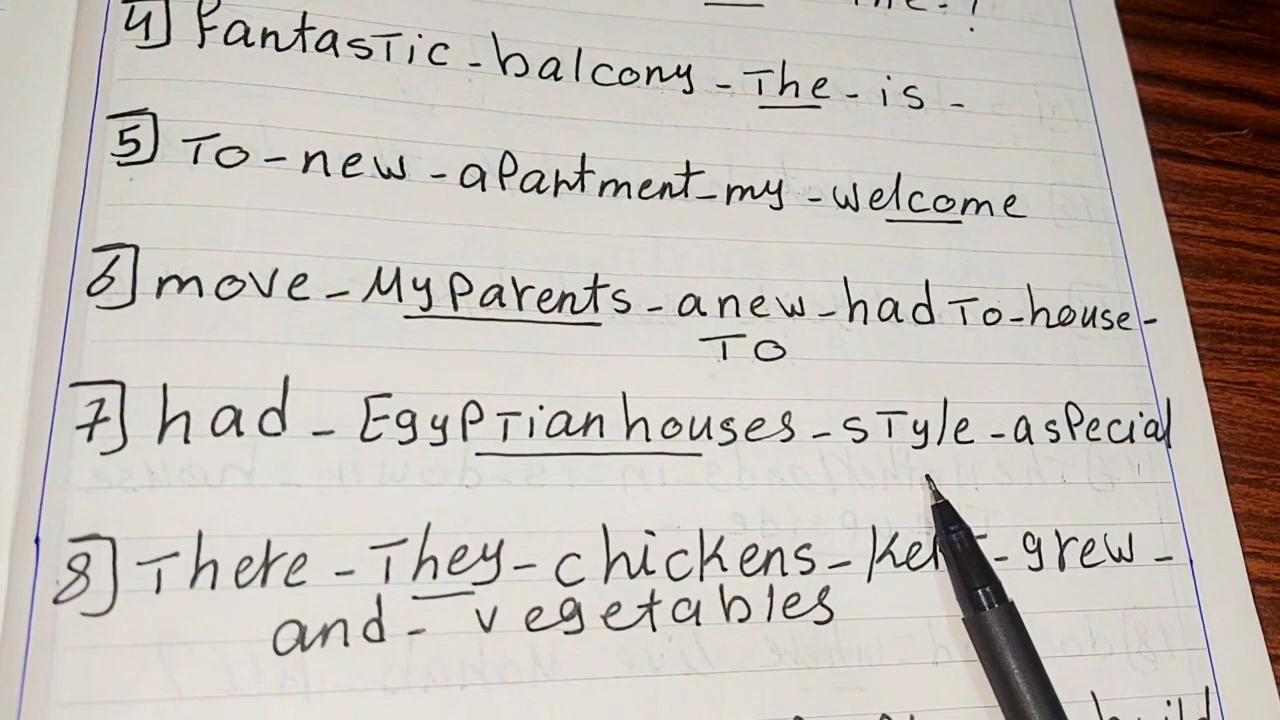 4] Fantastic - balcony - The - is -
5] To - new - apartment - my - welcome
6] move - My parents - a new - had To - house -
To
7] had - Egyptian houses - style - a special
8] There - They - chickens - - grew -
and - vegetables
build